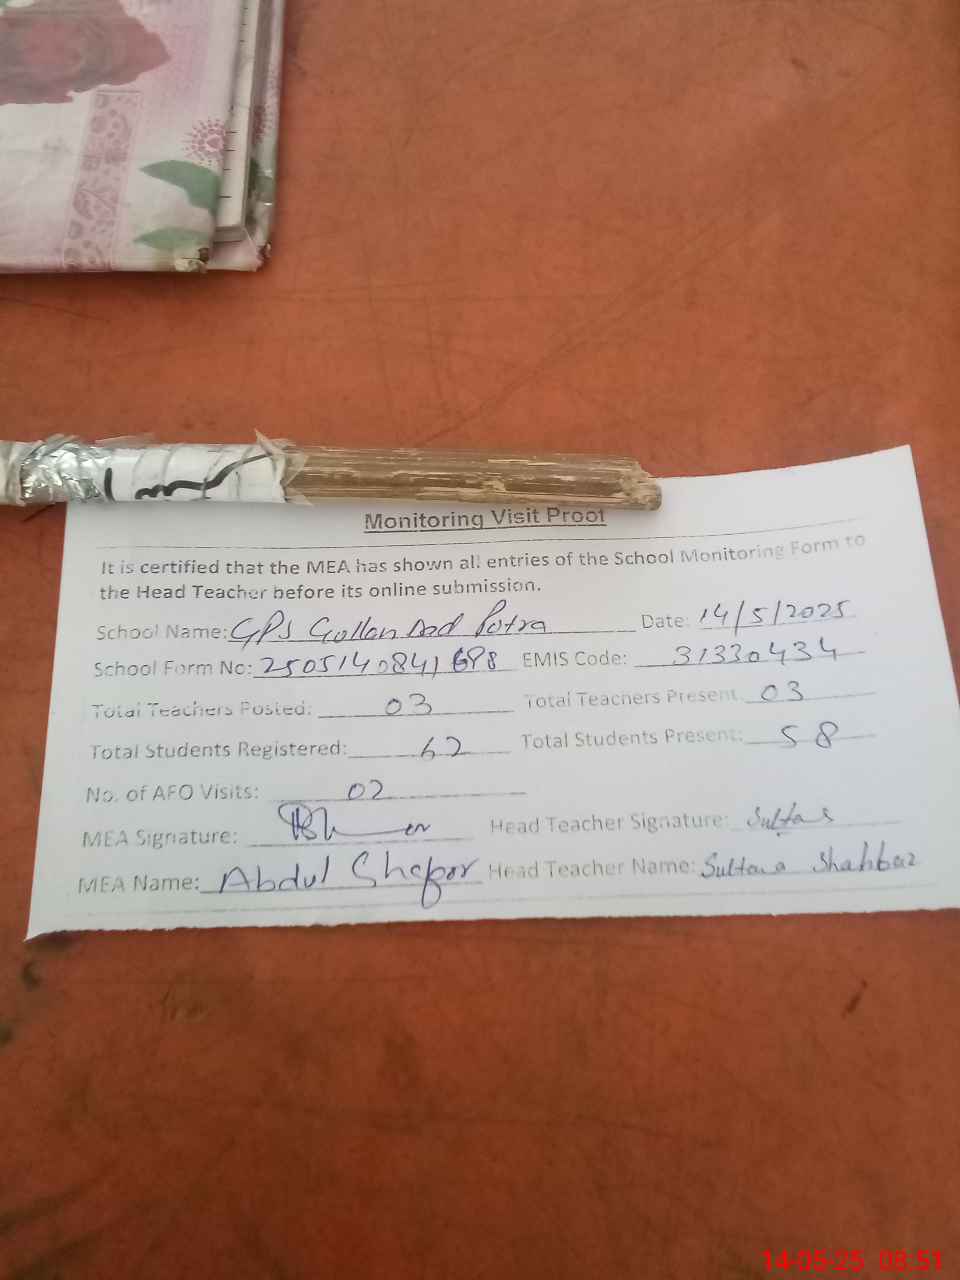 Monitoring Visit Proof
It is certified that the MEA has shown all entries of the School Monitoring Form to
the Head Teacher before its online submission.
School Name: GPS Gollan Dad Potra Date: 14/5/2025
School Form No: 2505140841698 EMIS Code: 31330434
Total Teachers Posted: 03 Total Teachers Present: 03
Total Students Registered: 62 Total Students Present: 58
No. of AEO Visits: 02
MEA Signature: Head Teacher Signature: Sultana
MEA Name: Abdul Ghafoor Head Teacher Name: Sultana Shahbaz
14-05-25 08:51